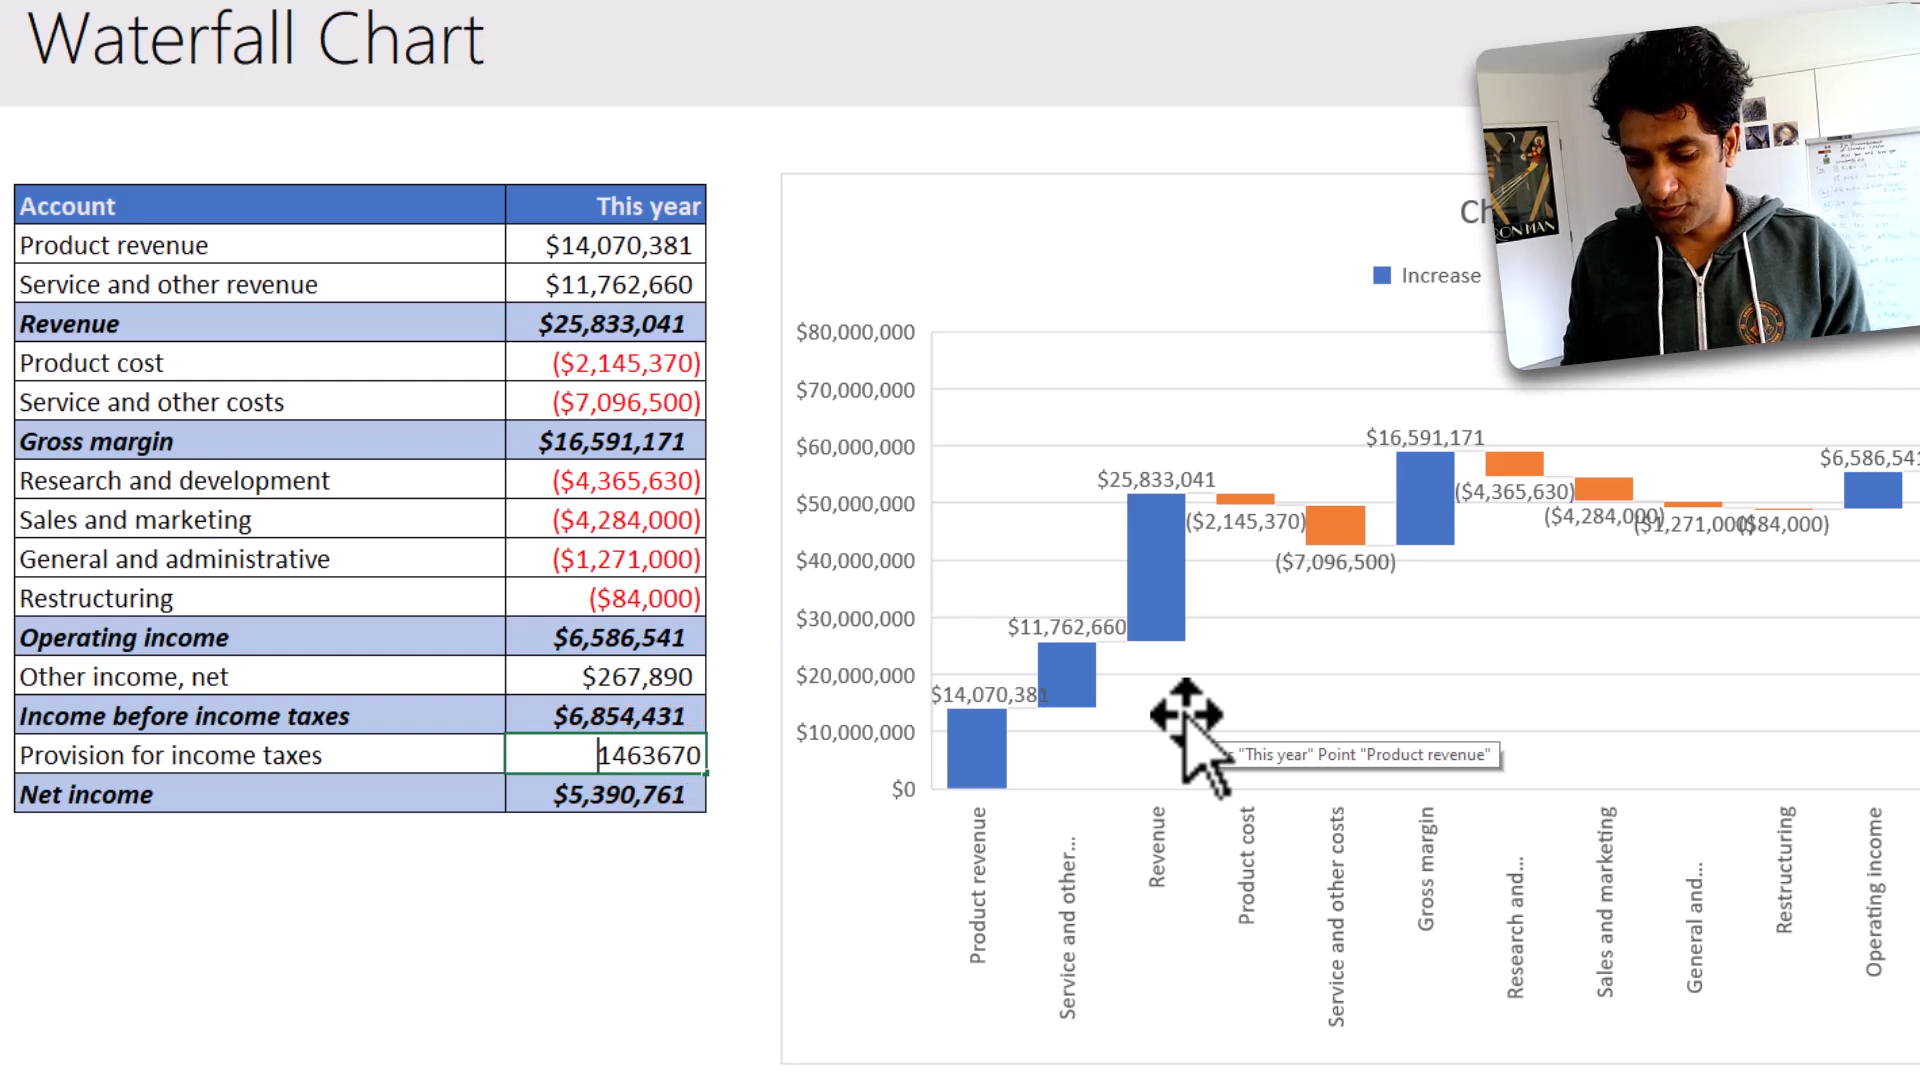 Waterfall Chart
Account This year
Product revenue $14,070,381
Service and other revenue $11,762,660
Revenue $25,833,041
Product cost ($2,145,370)
Service and other costs ($7,096,500)
Gross margin $16,591,171
Research and development ($4,365,630)
Sales and marketing ($4,284,000)
General and administrative ($1,271,000)
Restructuring ($84,000)
Operating income $6,586,541
Other income, net $267,890
Income before income taxes $6,854,431
Provision for income taxes 1463670
Net income $5,390,761
Ch
Increase
$80,000,000
$70,000,000
$60,000,000
$50,000,000
$40,000,000
$30,000,000
$20,000,000
$10,000,000
$0
$14,070,381
$11,762,660
$25,833,041
($2,145,370)
($7,096,500)
$16,591,171
($4,365,630)
($4,284,000)
($1,271,000)
($84,000)
$6,586,541
"This year" Point "Product revenue"
Product revenue
Service and other...
Revenue
Product cost
Service and other costs
Gross margin
Research and...
Sales and marketing
General and...
Restructuring
Operating income
RON MAN